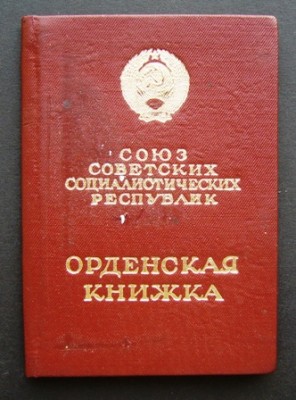 СОЮЗ
СОВЕТСКИХ
СОЦИАЛИСТИЧЕСКИХ
РЕСПУБЛИК
ОРДЕНСКАЯ
КНИЖКА